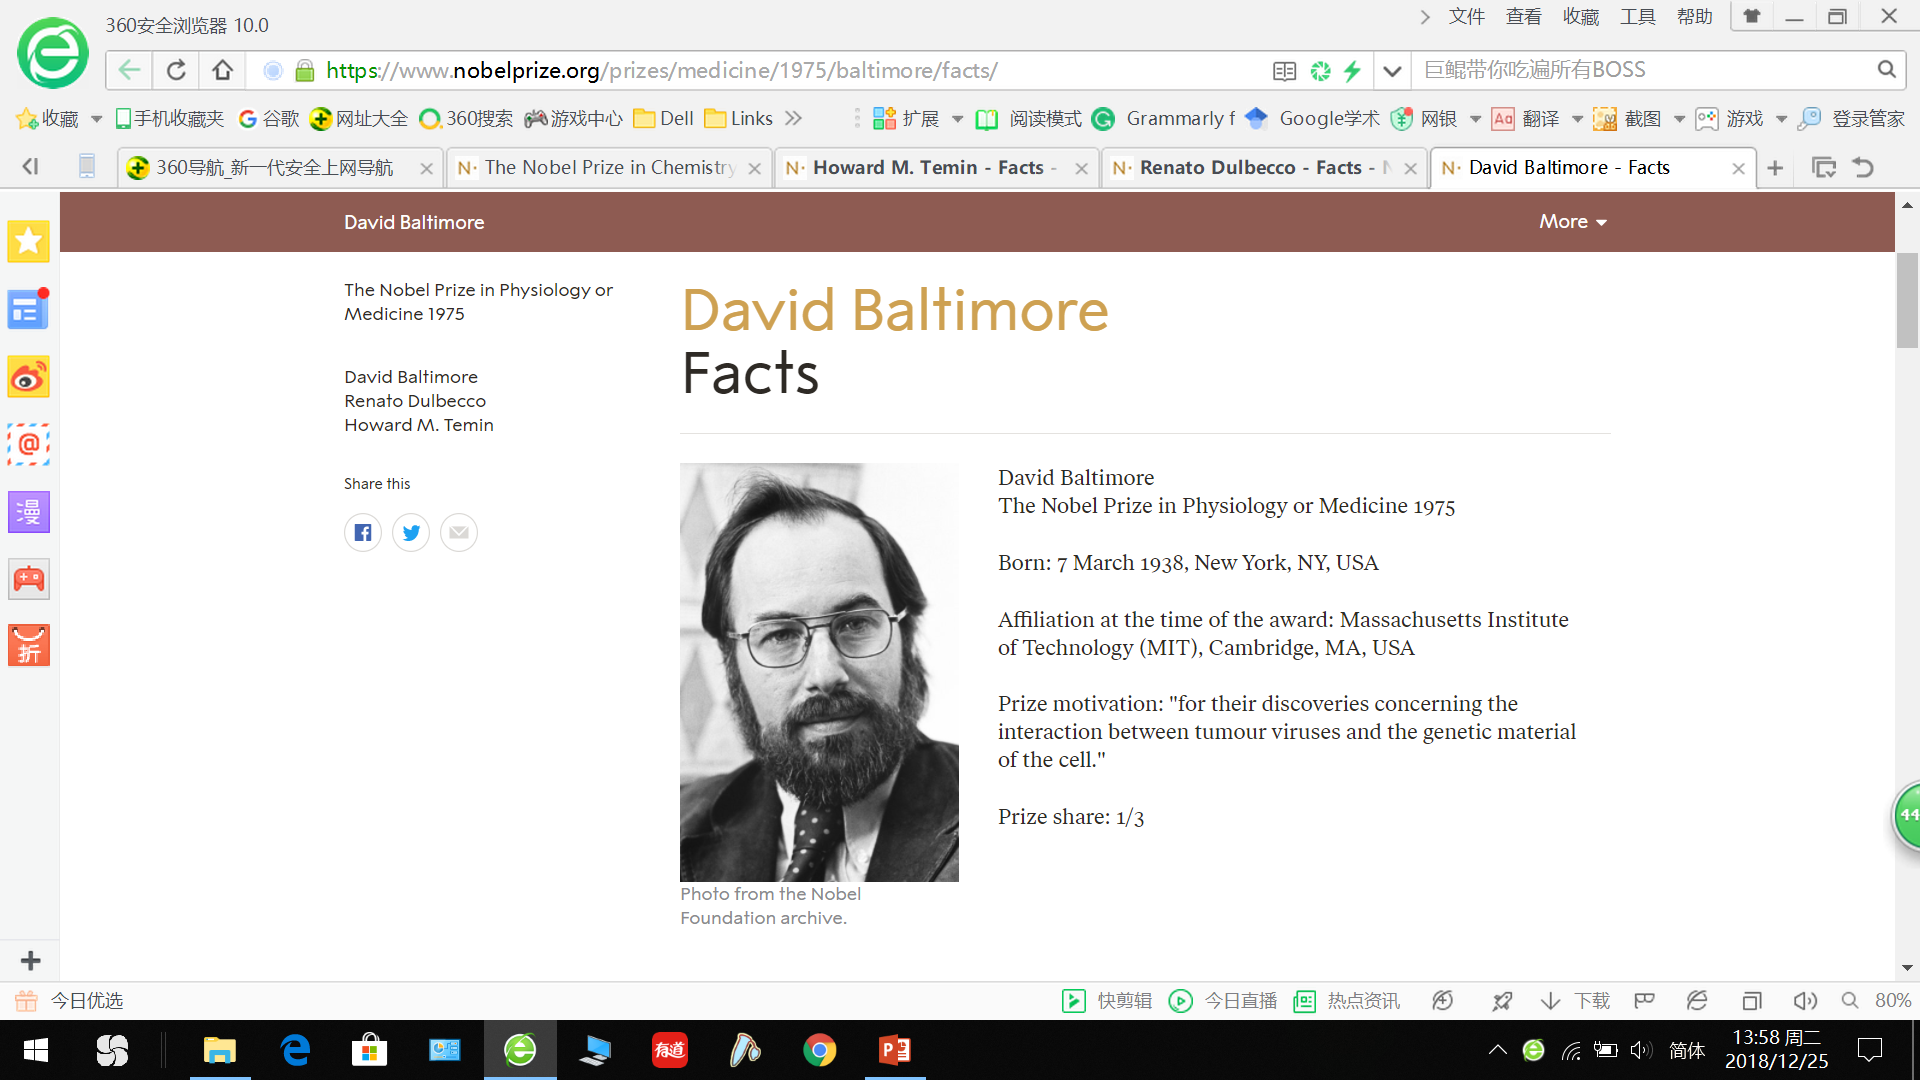 360安全浏览器 10.0
文件 查看 收藏 工具 帮助
https://www.nobelprize.org/prizes/medicine/1975/baltimore/facts/
巨鲲带你吃遍所有BOSS
收藏 手机收藏夹 谷歌 网址大全 360搜索 游戏中心 Dell Links 扩展 阅读模式 Grammarly f Google学术 网银 翻译 截图 游戏 登录管家
360导航_新一代安全上网导航 The Nobel Prize in Chemistry Howard M. Temin - Facts - Renato Dulbecco - Facts - N David Baltimore - Facts
David Baltimore
More
The Nobel Prize in Physiology or
Medicine 1975
David Baltimore
Renato Dulbecco
Howard M. Temin
Share this
David Baltimore
Facts
David Baltimore
The Nobel Prize in Physiology or Medicine 1975
Born: 7 March 1938, New York, NY, USA
Affiliation at the time of the award: Massachusetts Institute
of Technology (MIT), Cambridge, MA, USA
Prize motivation: "for their discoveries concerning the
interaction between tumour viruses and the genetic material
of the cell."
Prize share: 1/3
Photo from the Nobel
Foundation archive.
漫
折
44
今日优选
快剪辑 今日直播 热点资讯 下载 80%
有道
简体
13:58 周二
2018/12/25